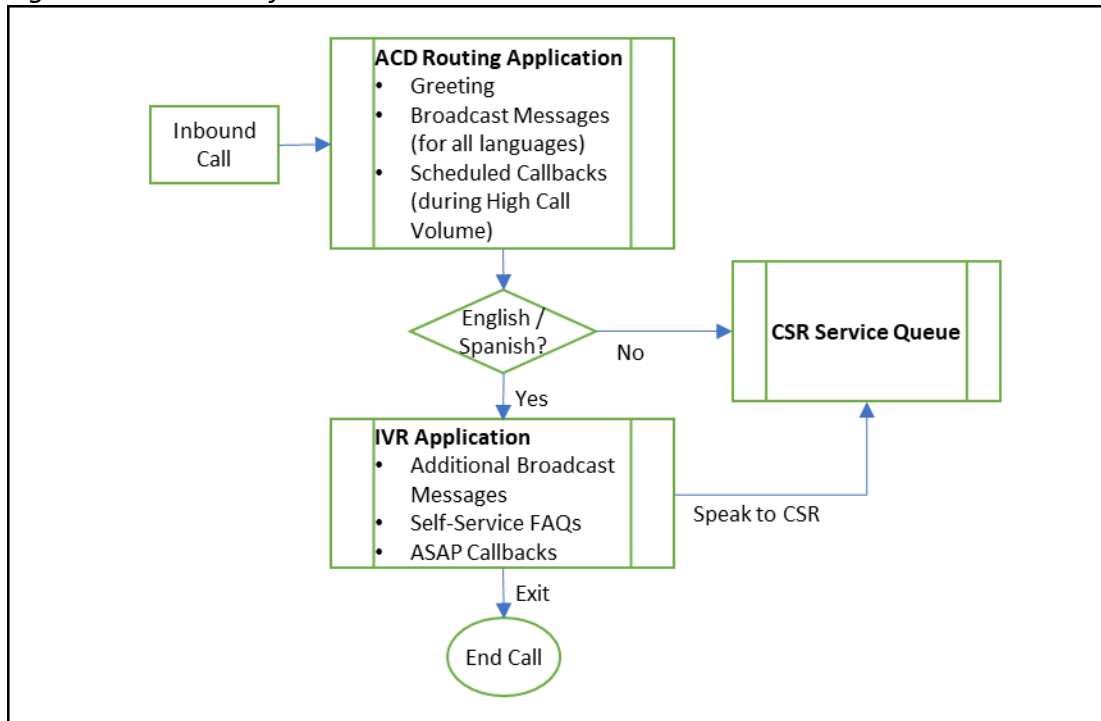 ACD Routing Application
• Greeting
• Broadcast Messages
(for all languages)
• Scheduled Callbacks
(during High Call
Volume)
Inbound
Call
English /
Spanish?
No
CSR Service Queue
Yes
IVR Application
• Additional Broadcast
Messages
• Self-Service FAQs
• ASAP Callbacks
Speak to CSR
Exit
End Call